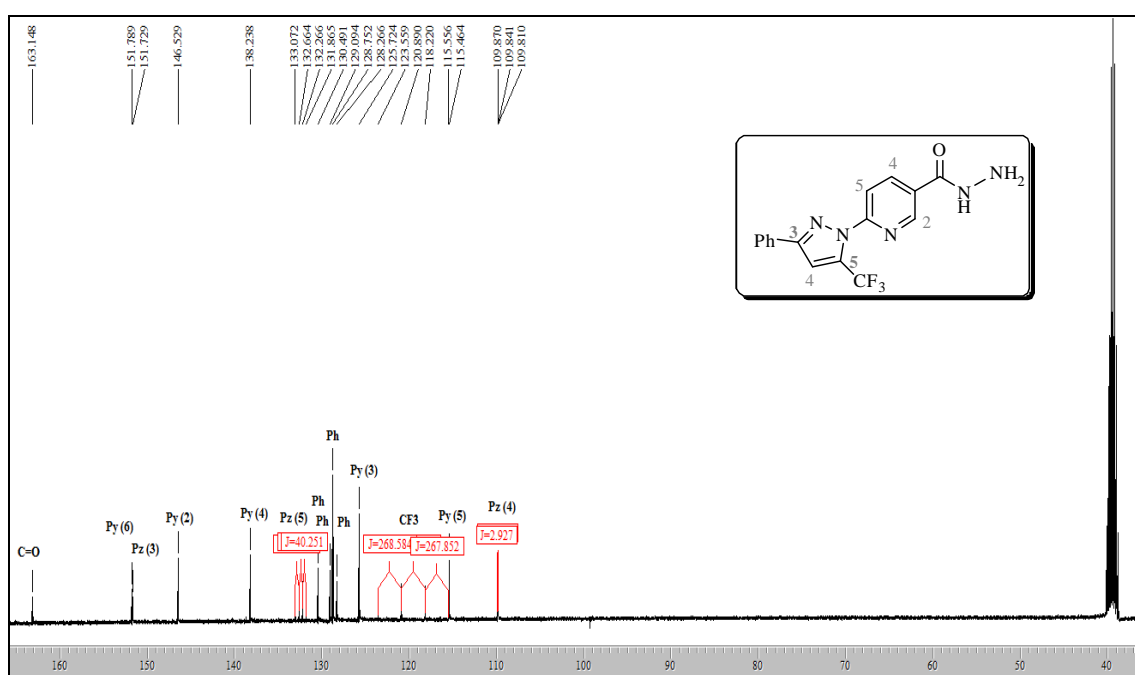 163.148
151.789
151.729
146.529
138.238
133.072
132.664
132.266
131.865
130.491
129.094
128.752
128.266
125.724
123.559
120.890
118.220
115.556
115.464
109.870
109.841
109.810
O
4
NH2
5
N
H
N
N
N
2
Ph
3
5
4
CF3
Ph
Py (3)
Ph
Pz (4)
Py (2)
Py (4)
Pz (5)
CF3
Py (5)
Py (6)
Ph
Ph
J=2.927
C=O
Pz (3)
J=40.251
J=268.584
J=267.852
160 150 140 130 120 110 100 90 80 70 60 50 40